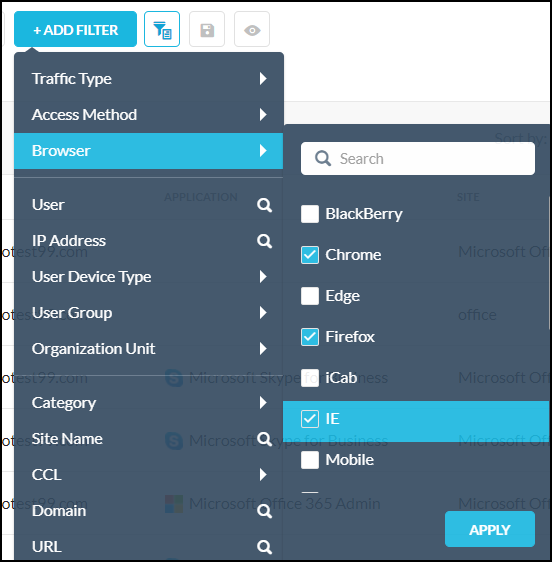 + ADD FILTER
Traffic Type
Access Method
Browser
User
IP Address
User Device Type
User Group
Organization Unit
Category
Site Name
CCL
Domain
URL
Search
BlackBerry
Chrome
Edge
Firefox
iCab
IE
Mobile
APPLY
Sort by:
APPLICATION
SITE
otest99.com
Microsoft Off
otest99.com
office
otest99.com
Microsoft Skype for Business
Microsoft Off
otest99.com
Microsoft Skype for Business
Microsoft Off
otest99.com
Microsoft Office 365 Admin
Microsoft Off